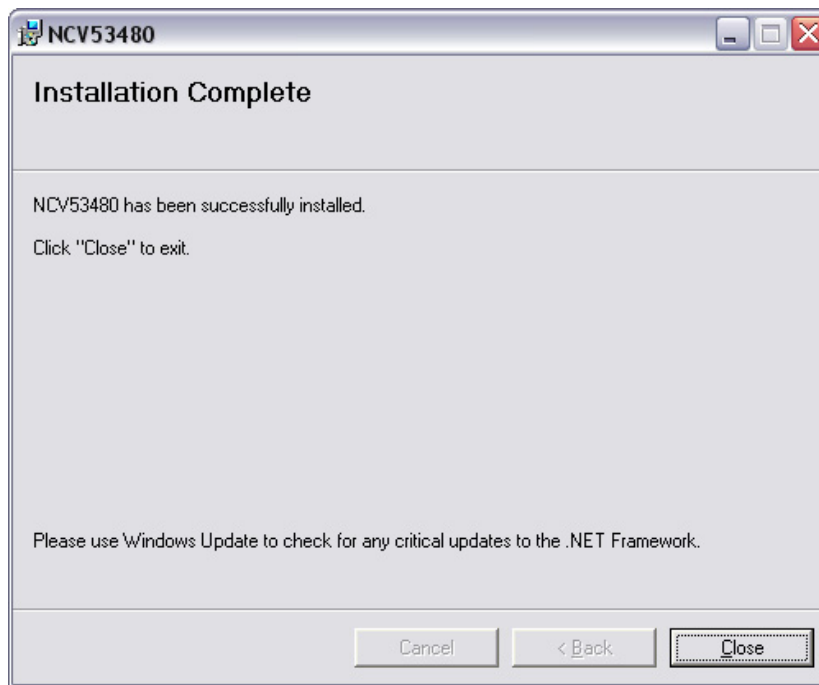 NCV53480
Installation Complete
NCV53480 has been successfully installed.
Click "Close" to exit.
Please use Windows Update to check for any critical updates to the .NET Framework.
Cancel
< Back
Close